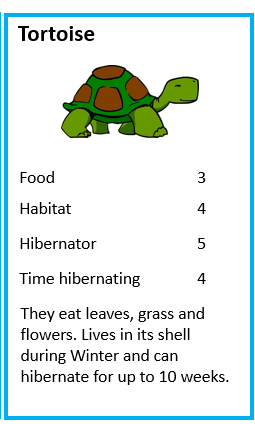 Tortoise
Food 3
Habitat 4
Hibernator 5
Time hibernating 4
They eat leaves, grass and
flowers. Lives in its shell
during Winter and can
hibernate for up to 10 weeks.